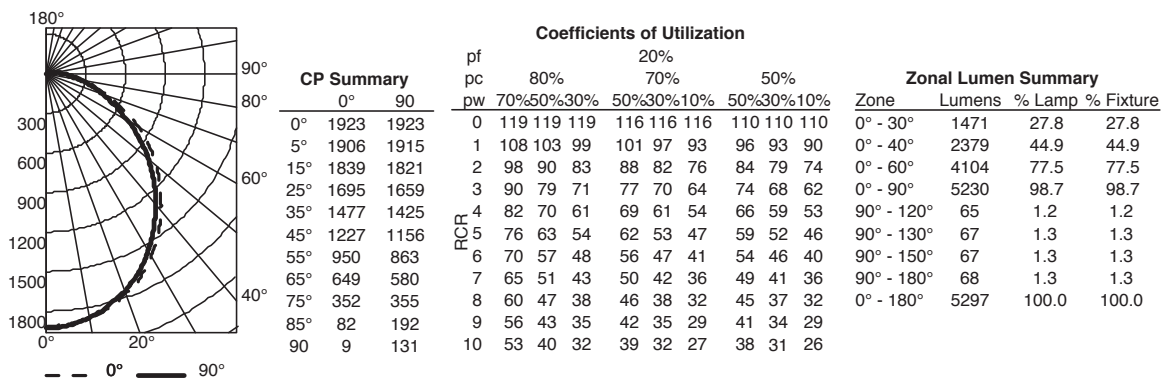 180°
90°
80°
60°
40°
300
600
900
1200
1500
1800
0° 20°
0° 90°
CP Summary
0° 90
0° 1923 1923
5° 1906 1915
15° 1839 1821
25° 1695 1659
35° 1477 1425
45° 1227 1156
55° 950 863
65° 649 580
75° 352 355
85° 82 192
90 9 131
Coefficients of Utilization
pf 20%
pc 80% 70% 50%
pw 70%50%30% 50%30%10% 50%30%10%
RCR
0 119 119 119 116 116 116 110 110 110
1 108 103 99 101 97 93 96 93 90
2 98 90 83 88 82 76 84 79 74
3 90 79 71 77 70 64 74 68 62
4 82 70 61 69 61 54 66 59 53
5 76 63 54 62 53 47 59 52 46
6 70 57 48 56 47 41 54 46 40
7 65 51 43 50 42 36 49 41 36
8 60 47 38 46 38 32 45 37 32
9 56 43 35 42 35 29 41 34 29
10 53 40 32 39 32 27 38 31 26
Zonal Lumen Summary
Zone Lumens % Lamp % Fixture
0° - 30° 1471 27.8 27.8
0° - 40° 2379 44.9 44.9
0° - 60° 4104 77.5 77.5
0° - 90° 5230 98.7 98.7
90° - 120° 65 1.2 1.2
90° - 130° 67 1.3 1.3
90° - 150° 67 1.3 1.3
90° - 180° 68 1.3 1.3
0° - 180° 5297 100.0 100.0